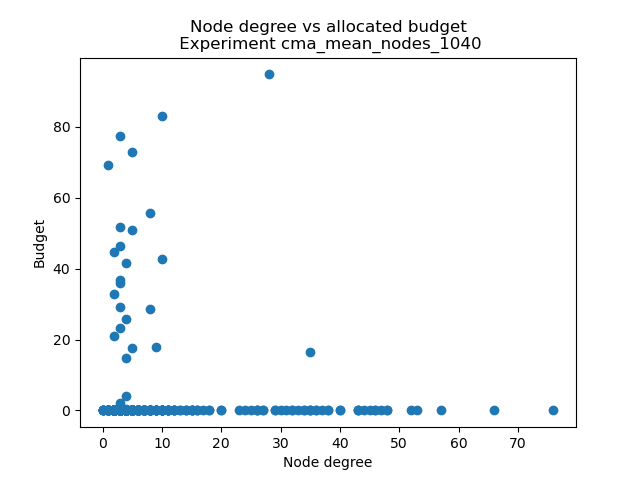 Node degree vs allocated budget
Experiment cma_mean_nodes_1040
80
60
40
20
0
Budget
0 10 20 30 40 50 60 70
Node degree